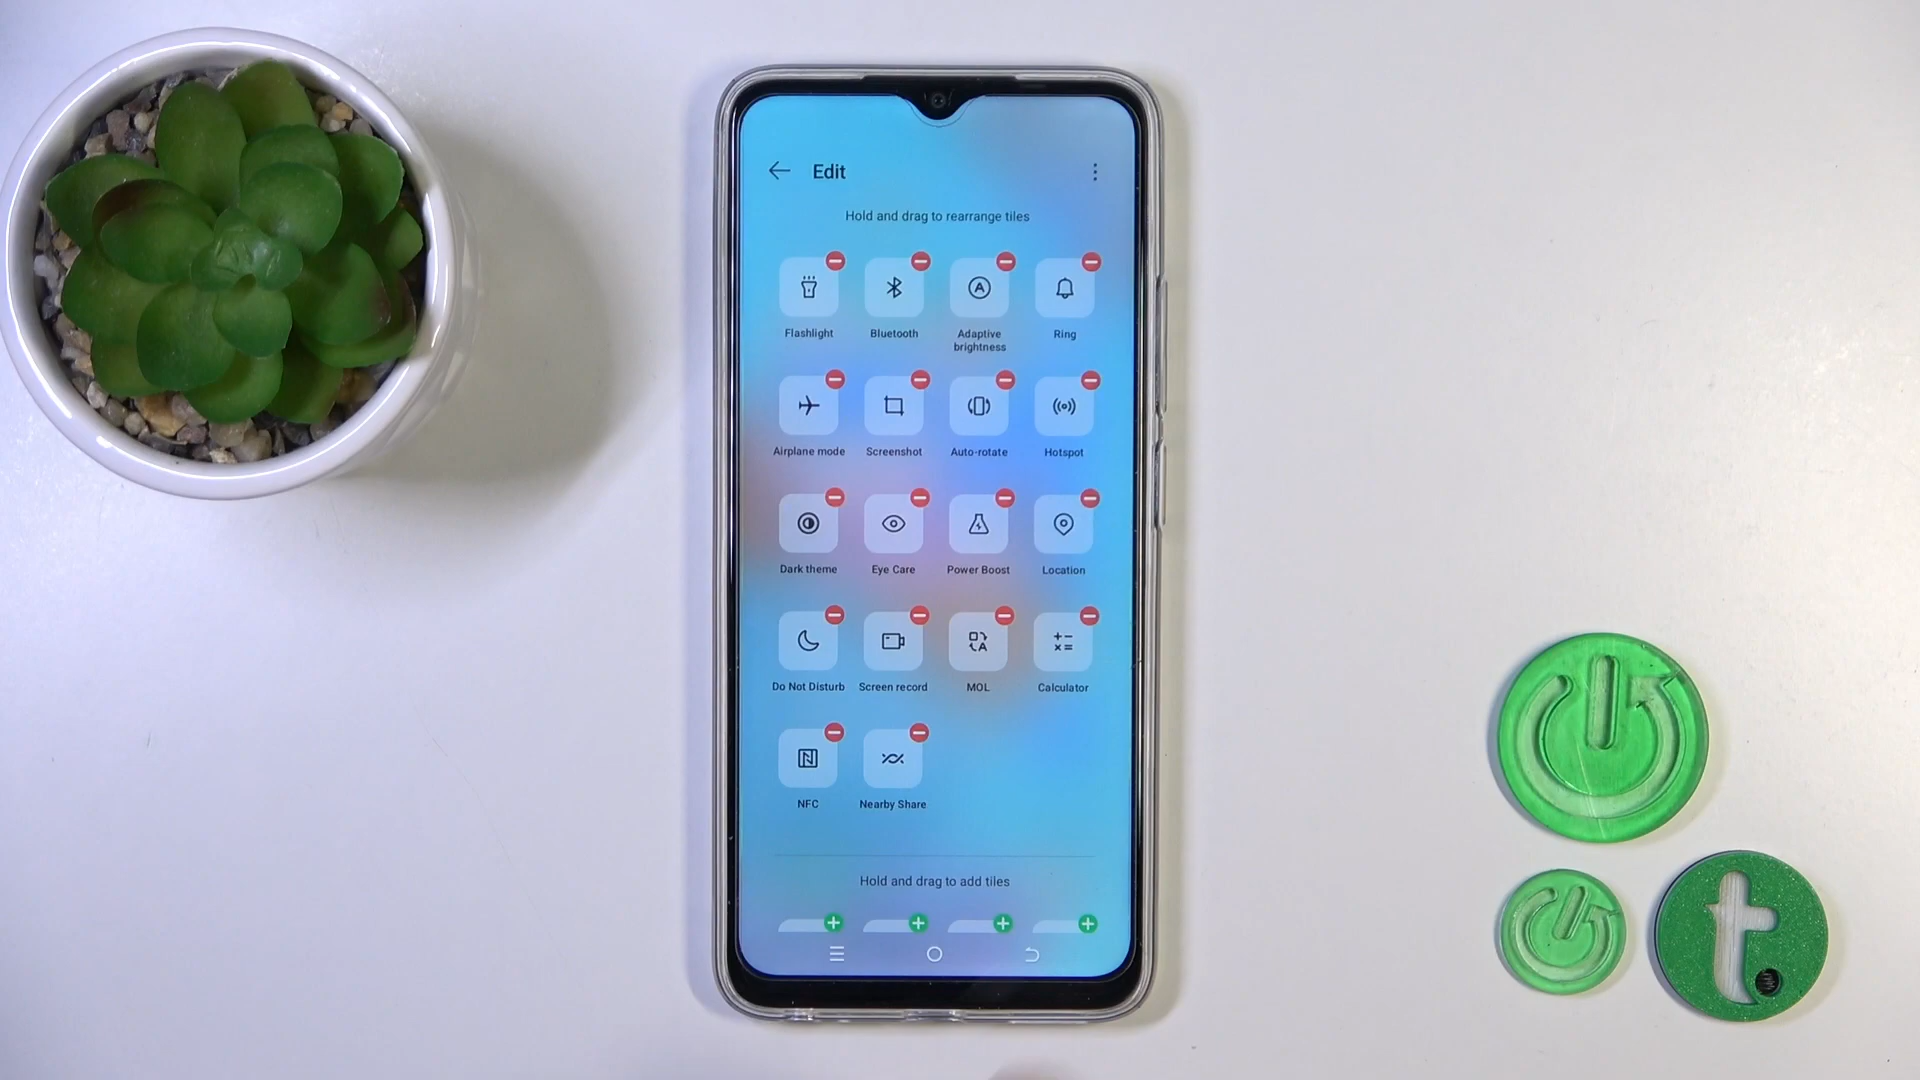 Edit
Hold and drag to rearrange tiles
Flashlight Bluetooth Adaptive brightness Ring
Airplane mode Screenshot Auto-rotate Hotspot
Dark theme Eye Care Power Boost Location
Do Not Disturb Screen record MOL Calculator
NFC Nearby Share
Hold and drag to add tiles
t.